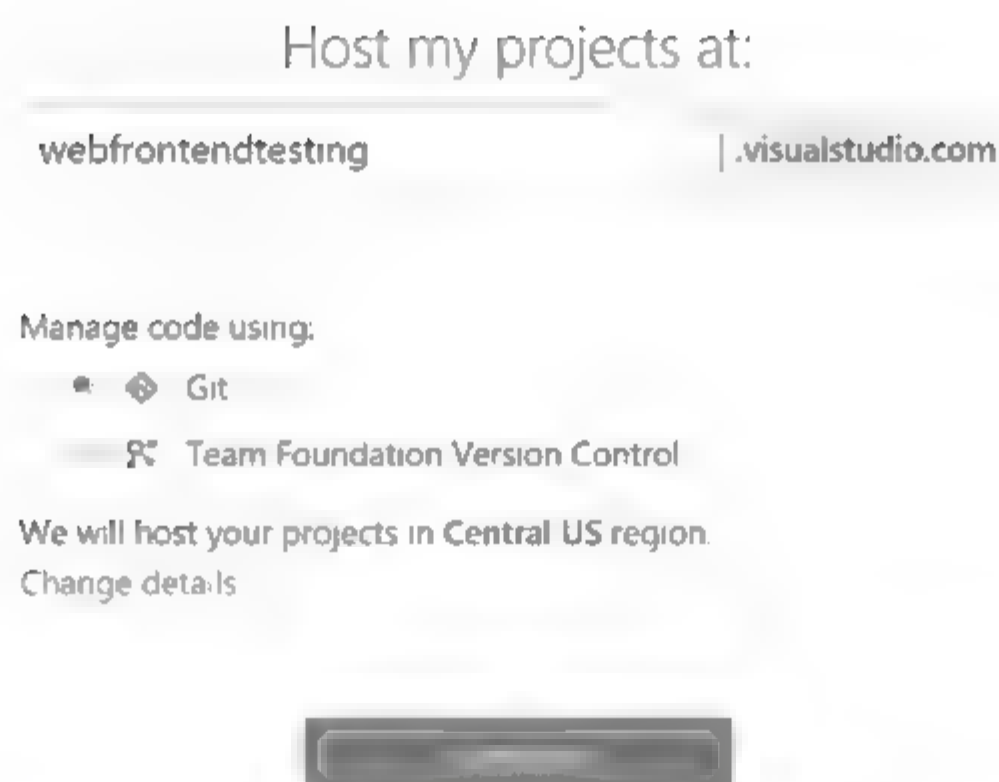 Host my projects at:
webfrontendtesting | .visualstudio.com
Manage code using:
Git
Team Foundation Version Control
We will host your projects in Central US region.
Change details